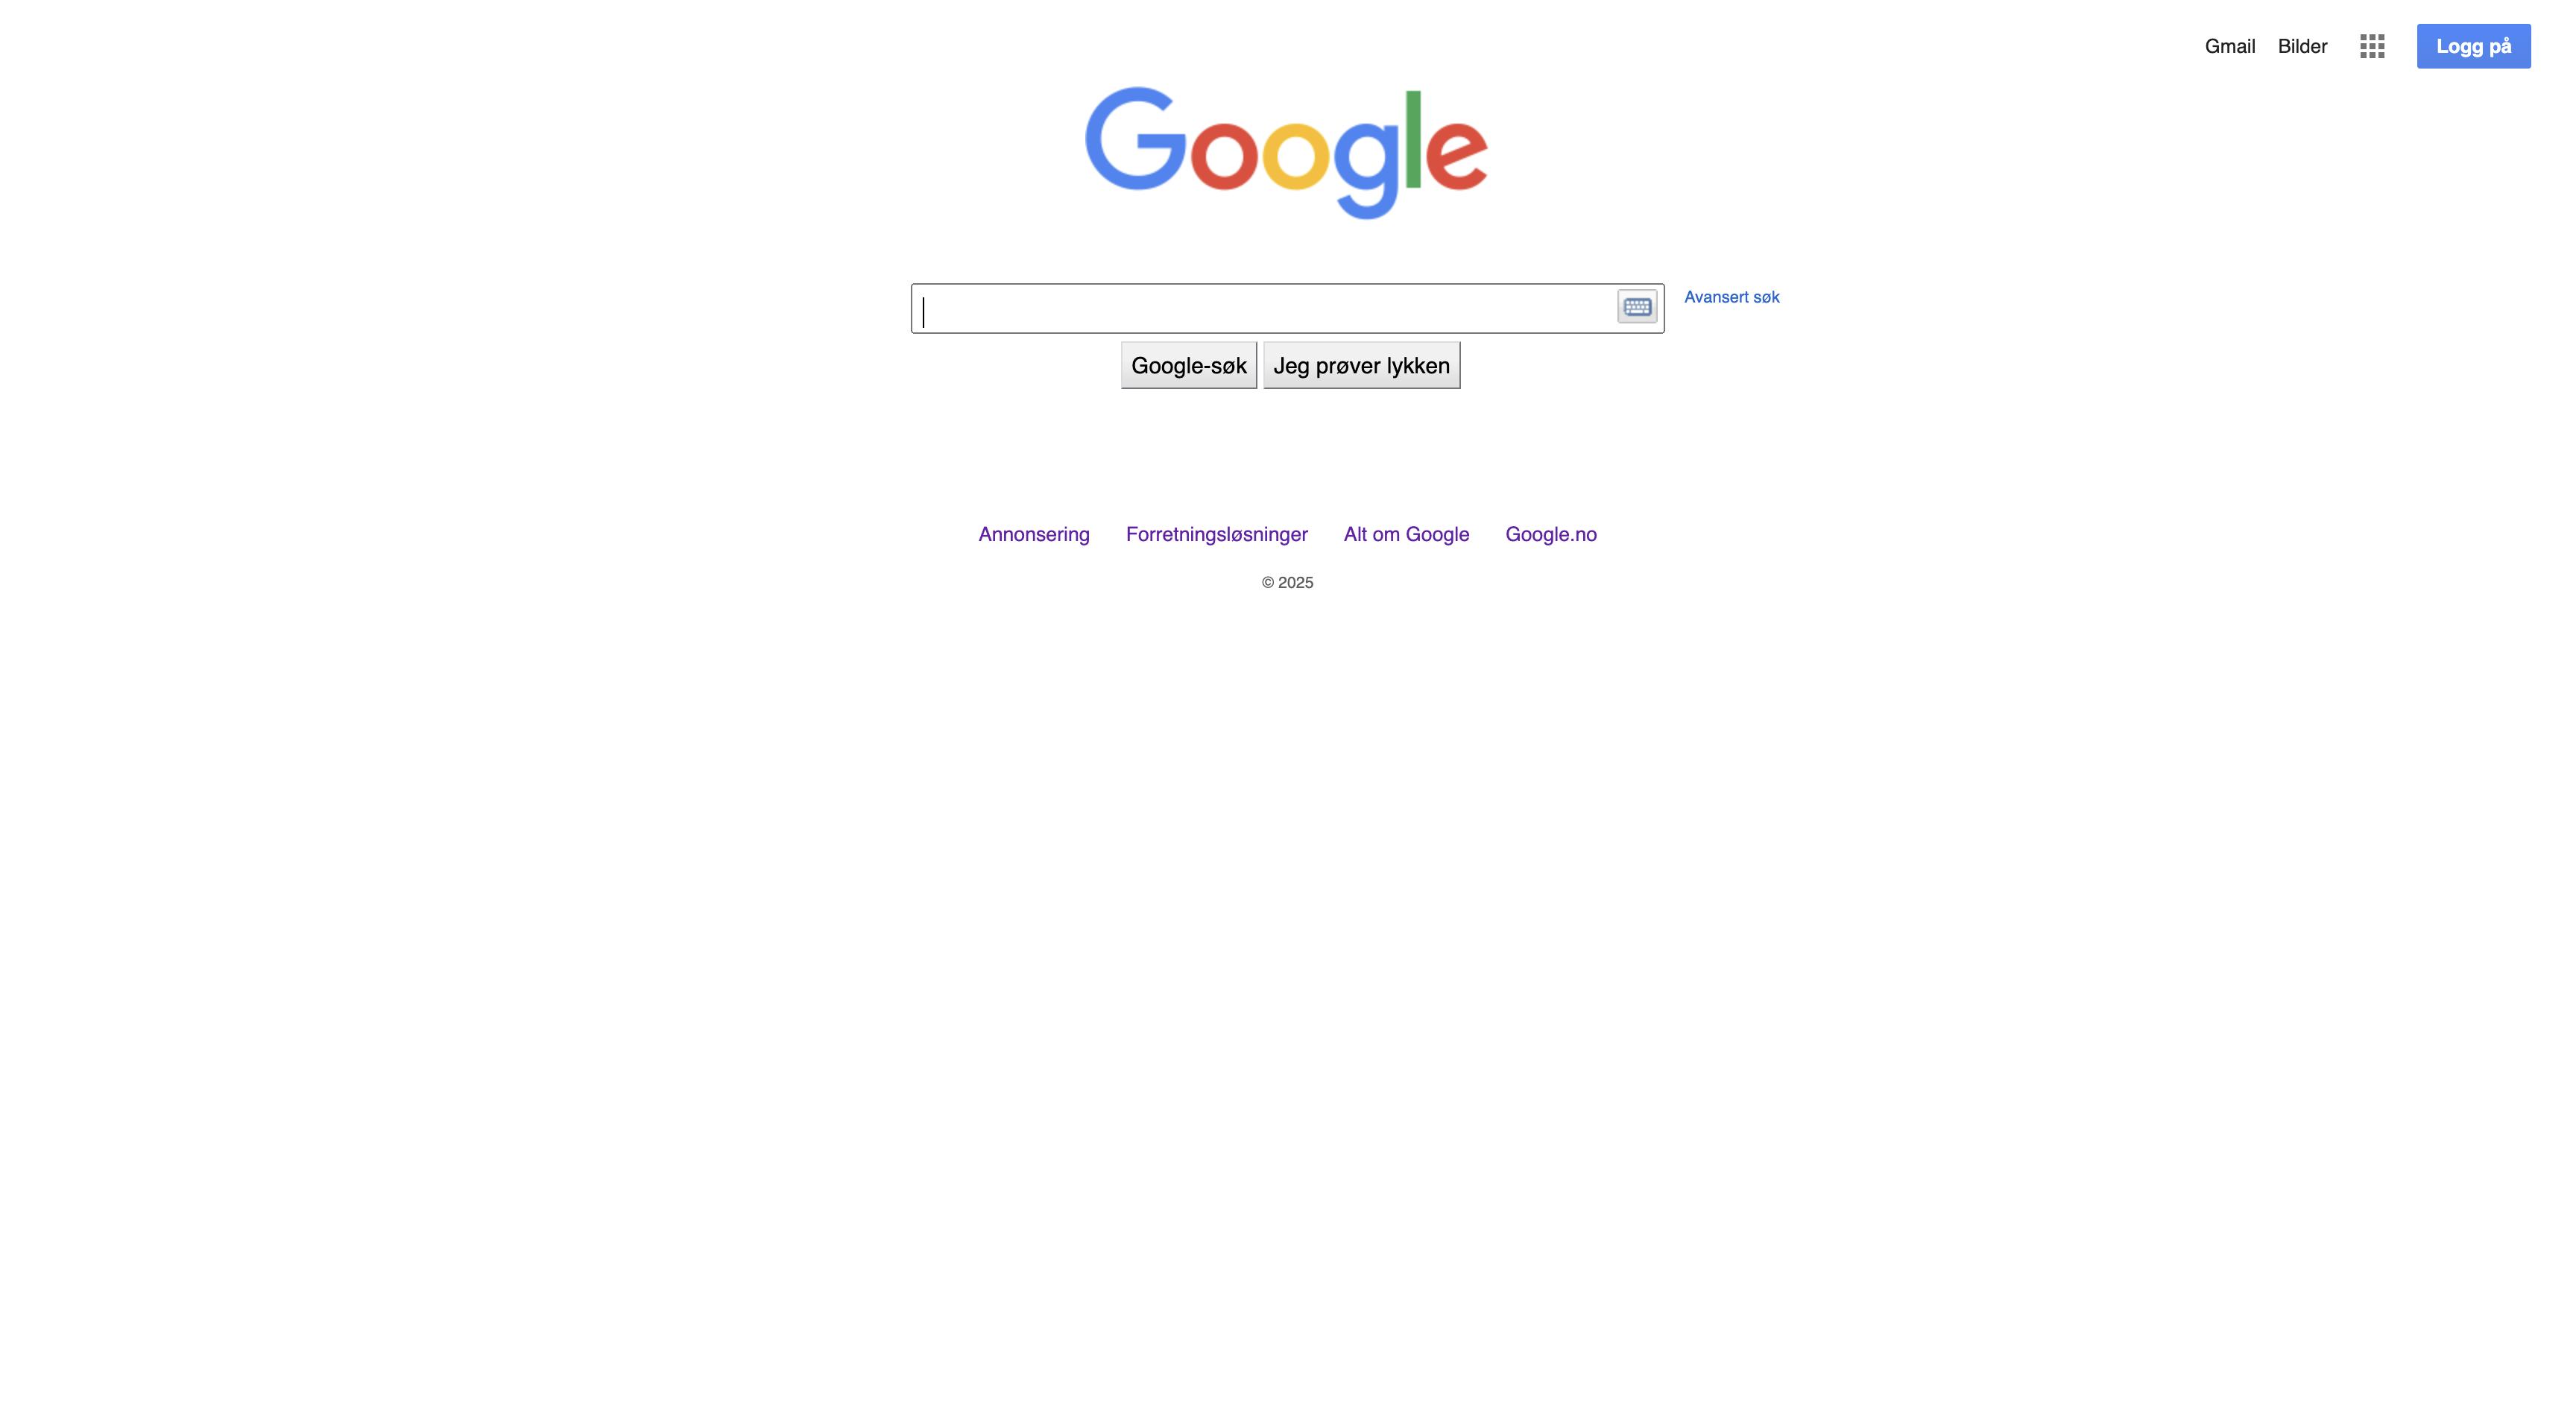 Gmail Bilder Logg på
Google
Avansert søk
Google-søk Jeg prøver lykken
Annonsering Forretningsløsninger Alt om Google Google.no
© 2025